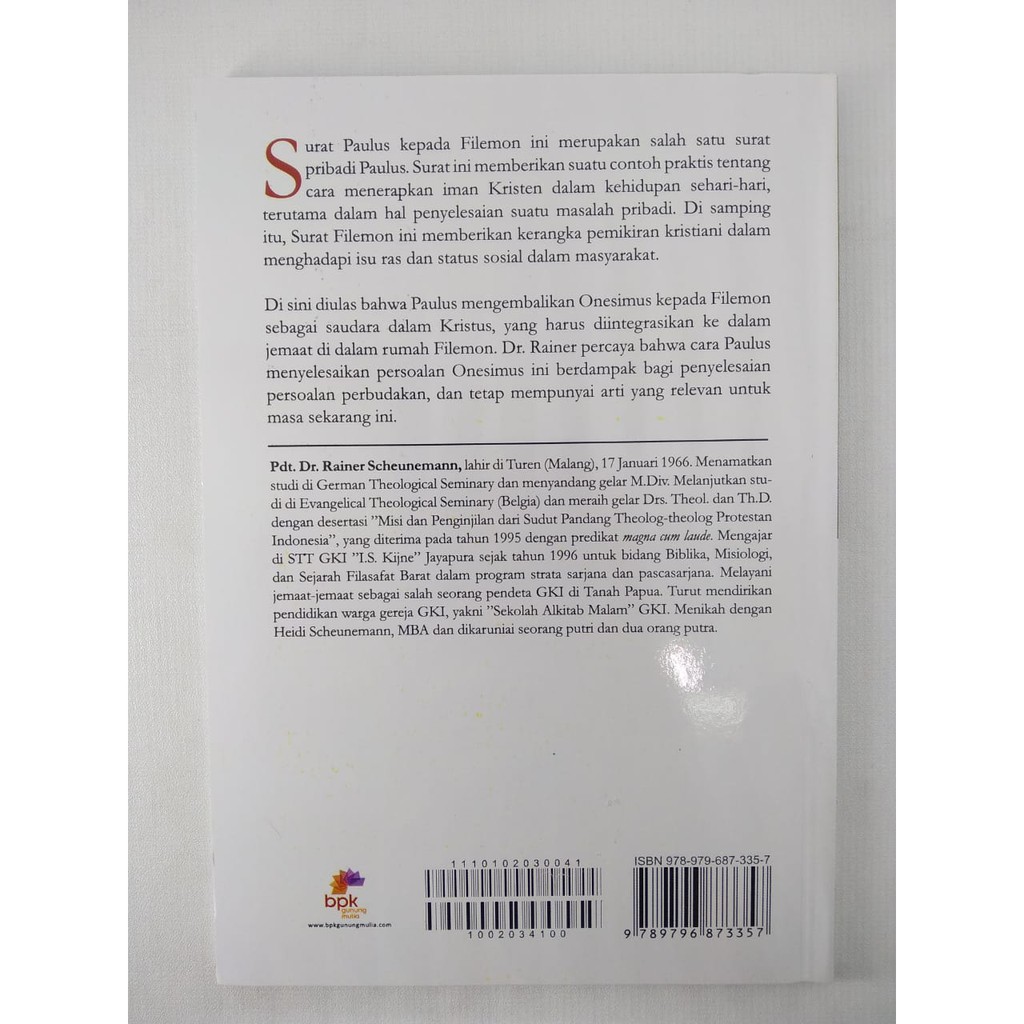 Surat Paulus kepada Filemon ini merupakan salah satu surat
pribadi Paulus. Surat ini memberikan suatu contoh praktis tentang
cara menerapkan iman Kristen dalam kehidupan sehari-hari,
terutama dalam hal penyelesaian suatu masalah pribadi. Di samping
itu, Surat Filemon ini memberikan kerangka pemikiran kristiani dalam
menghadapi isu ras dan status sosial dalam masyarakat.
Di sini diulas bahwa Paulus mengembalikan Onesimus kepada Filemon
sebagai saudara dalam Kristus, yang harus diintegrasikan ke dalam
jemaat di dalam rumah Filemon. Dr. Rainer percaya bahwa cara Paulus
menyelesaikan persoalan Onesimus ini berdampak bagi penyelesaian
persoalan perbudakan, dan tetap mempunyai arti yang relevan untuk
masa sekarang ini.
Pdt. Dr. Rainer Scheunemann, lahir di Turen (Malang), 17 Januari 1966. Menamatkan
studi di German Theological Seminary dan menyandang gelar M.Div. Melanjutkan stu-
di di Evangelical Theological Seminary (Belgia) dan meraih gelar Drs. Theol. dan Th.D.
dengan desertasi "Misi dan Penginjilan dari Sudut Pandang Theolog-theolog Protestan
Indonesia", yang diterima pada tahun 1995 dengan predikat magna cum laude. Mengajar
di STT GKI "I.S. Kijne" Jayapura sejak tahun 1996 untuk bidang Biblika, Misiologi,
dan Sejarah Filasafat Barat dalam program strata sarjana dan pascasarjana. Melayani
jemaat-jemaat sebagai salah seorang pendeta GKI di Tanah Papua. Turut mendirikan
pendidikan warga gereja GKI, yakni "Sekolah Alkitab Malam" GKI. Menikah dengan
Heidi Scheunemann, MBA dan dikaruniai seorang putri dan dua orang putra.
bpk
gunung
mulia
www.bpkgunungmulia.com
1110102030041
1002034100
ISBN 978-979-687-335-7
9 789796 873357